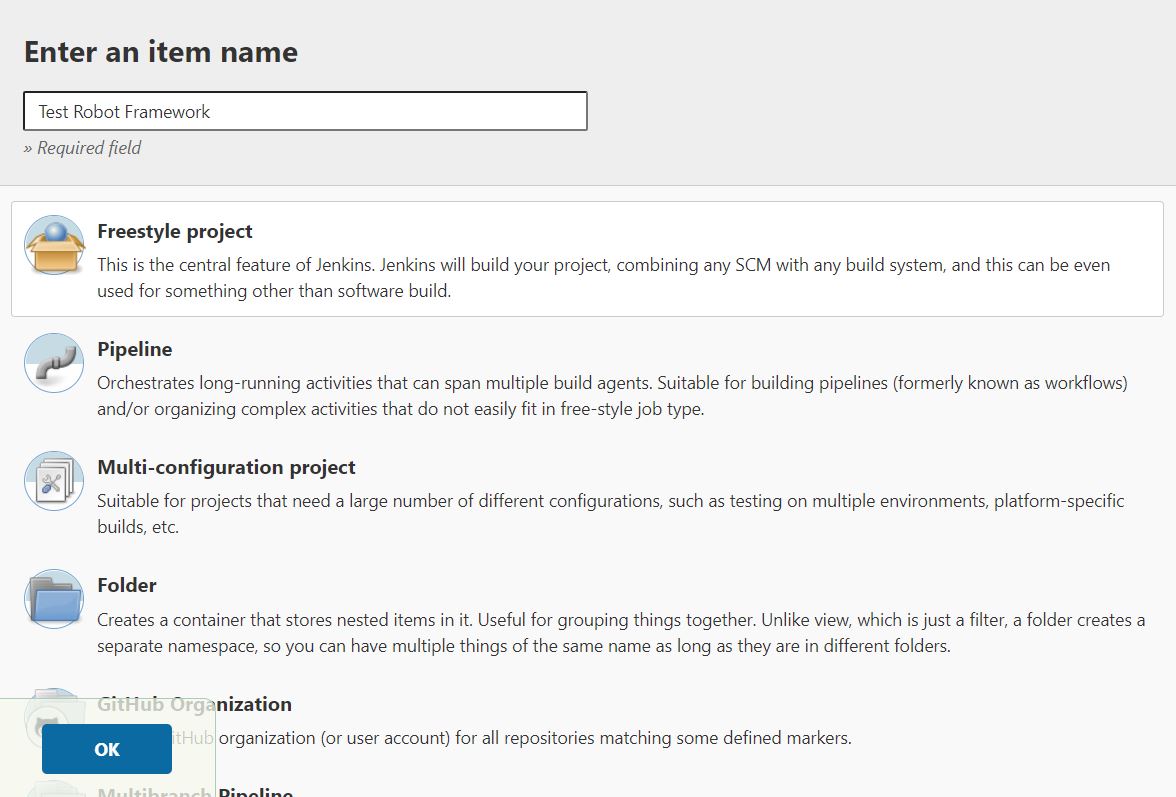 Enter an item name
Test Robot Framework
» Required field
Freestyle project
This is the central feature of Jenkins. Jenkins will build your project, combining any SCM with any build system, and this can be even
used for something other than software build.
Pipeline
Orchestrates long-running activities that can span multiple build agents. Suitable for building pipelines (formerly known as workflows)
and/or organizing complex activities that do not easily fit in free-style job type.
Multi-configuration project
Suitable for projects that need a large number of different configurations, such as testing on multiple environments, platform-specific
builds, etc.
Folder
Creates a container that stores nested items in it. Useful for grouping things together. Unlike view, which is just a filter, a folder creates a
separate namespace, so you can have multiple things of the same name as long as they are in different folders.
GitHub Organization
GitHub organization (or user account) for all repositories matching some defined markers.
OK
Multibranch Pipeline